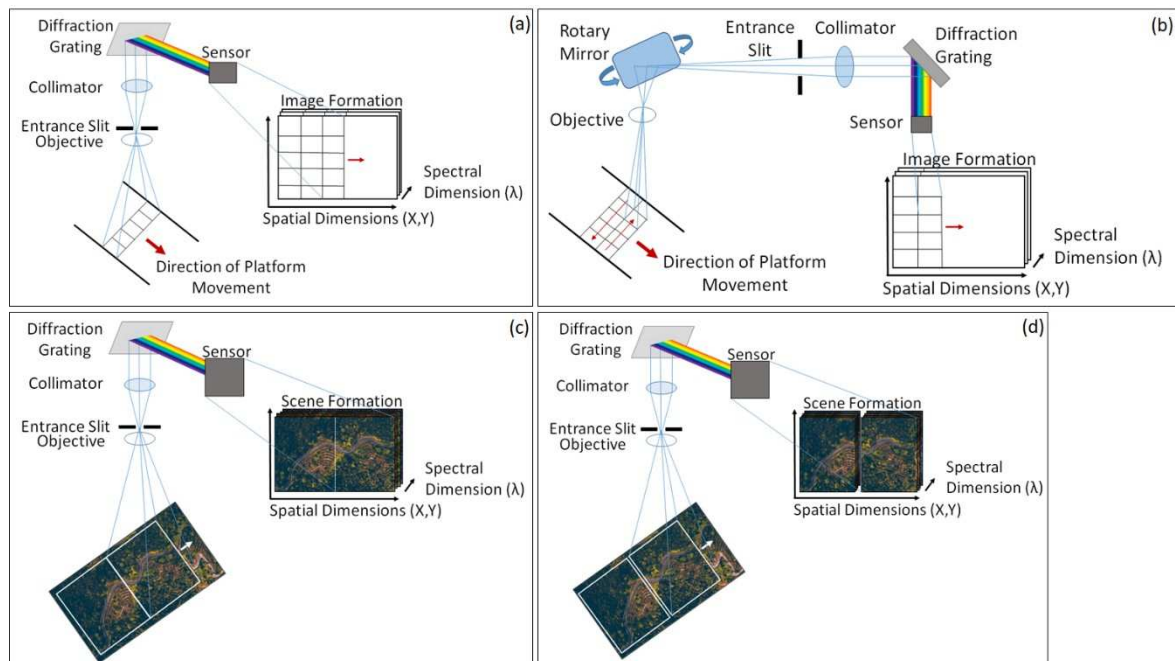 (a)
Diffraction
Grating
Sensor
Collimator
Image Formation
Entrance Slit
Objective
Spectral
Dimension (λ)
Spatial Dimensions (X,Y)
Direction of Platform
Movement
(b)
Rotary
Mirror
Entrance
Slit
Collimator
Diffraction
Grating
Objective
Sensor
Image Formation
Spectral
Dimension (λ)
Direction of Platform
Movement
Spatial Dimensions (X,Y)
(c)
Diffraction
Grating
Sensor
Collimator
Scene Formation
Entrance Slit
Objective
Spectral
Dimension (λ)
Spatial Dimensions (X,Y)
(d)
Diffraction
Grating
Sensor
Collimator
Scene Formation
Entrance Slit
Objective
Spectral
Dimension (λ)
Spatial Dimensions (X,Y)